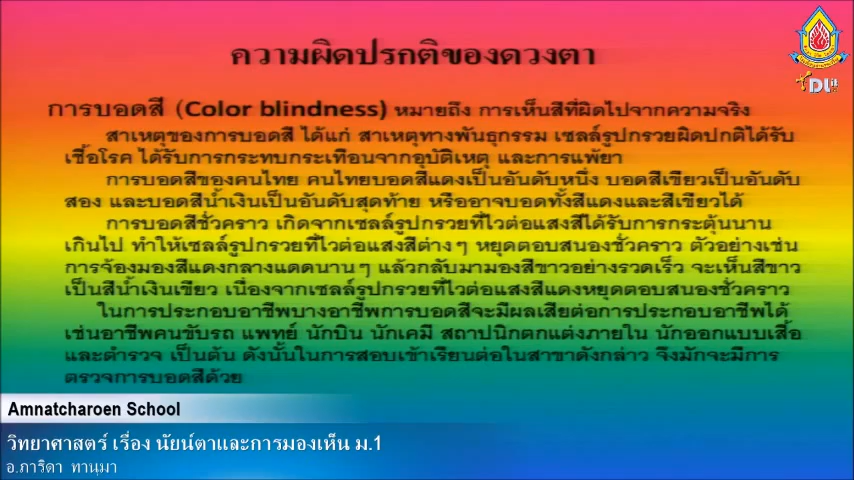 ความผิดปรกติของดวงตา
การบอดสี (Color blindness) หมายถึง การเห็นสีที่ผิดไปจากความจริง
สาเหตุของการบอดสี ได้แก่ สาเหตุทางพันธุกรรม เซลล์รูปกรวยผิดปกติได้รับ
เชื้อโรค ได้รับการกระทบกระเทือนจากอุบัติเหตุ และการแพ้ยา
การบอดสีของคนไทย คนไทยบอดสีแดงเป็นอันดับหนึ่ง บอดสีเขียวเป็นอันดับ
สอง และบอดสีน้ำเงินเป็นอันดับสุดท้าย หรืออาจบอดทั้งสีแดงและสีเขียวได้
การบอดสีชั่วคราว เกิดจากเซลล์รูปกรวยที่ไวต่อแสงสีได้รับการกระตุ้นนาน
เกินไป ทำให้เซลล์รูปกรวยที่ไวต่อแสงสีต่างๆ หยุดตอบสนองชั่วคราว ตัวอย่างเช่น
การจ้องมองสีแดงกลางแดดนานๆ แล้วกลับมามองสีขาวอย่างรวดเร็ว จะเห็นสีขาว
เป็นสีน้ำเงินเขียว เนื่องจากเซลล์รูปกรวยที่ไวต่อแสงสีแดงหยุดตอบสนองชั่วคราว
ในการประกอบอาชีพบางอาชีพการบอดสีจะมีผลเสียต่อการประกอบอาชีพได้
เช่นอาชีพคนขับรถ แพทย์ นักบิน นักเคมี สถาปนิกตกแต่งภายใน นักออกแบบเสื้อ
และตำรวจ เป็นต้น ดังนั้นในการสอบเข้าเรียนต่อในสาขาดังกล่าว จึงมักจะมีการ
ตรวจการบอดสีด้วย
Amnatcharoen School
วิทยาศาสตร์ เรื่อง นัยน์ตาและการมองเห็น ม.1
อ.ภาริดา ทานมา
DLit